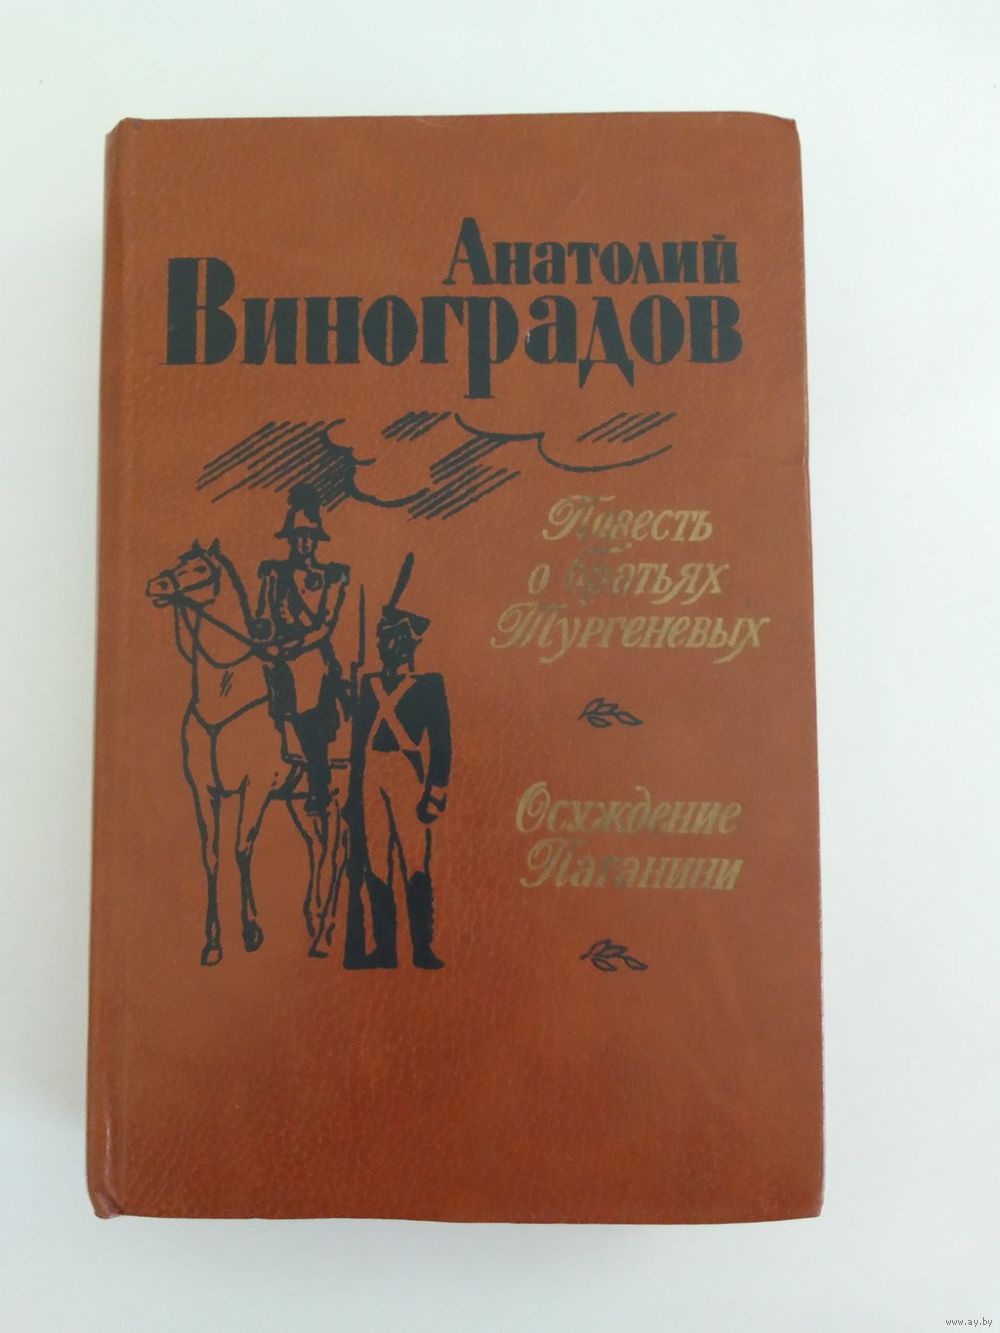 Анатолий
Виноградов
Повесть
о братьях
Тургеневых
Осуждение
Паганини
www.ay.by